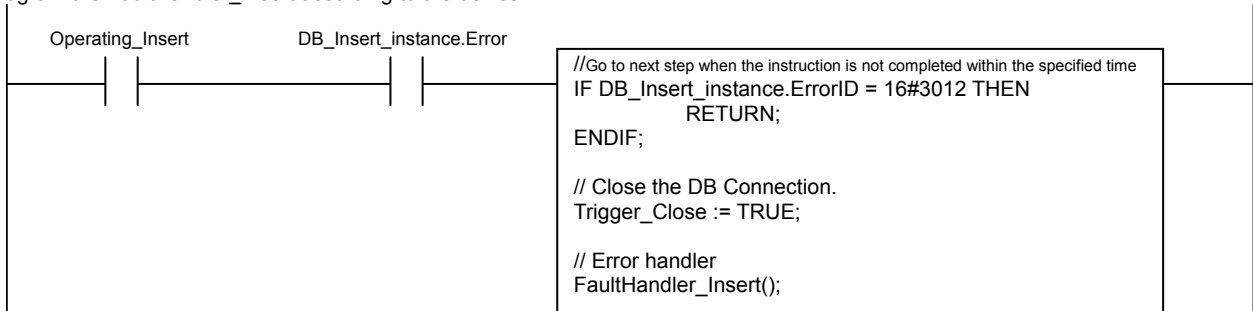 Operating_Insert DB_Insert_instance.Error
//Go to next step when the instruction is not completed within the specified time
IF DB_Insert_instance.ErrorID = 16#3012 THEN
RETURN;
ENDIF;
// Close the DB Connection.
Trigger_Close := TRUE;
// Error handler
FaultHandler_Insert();